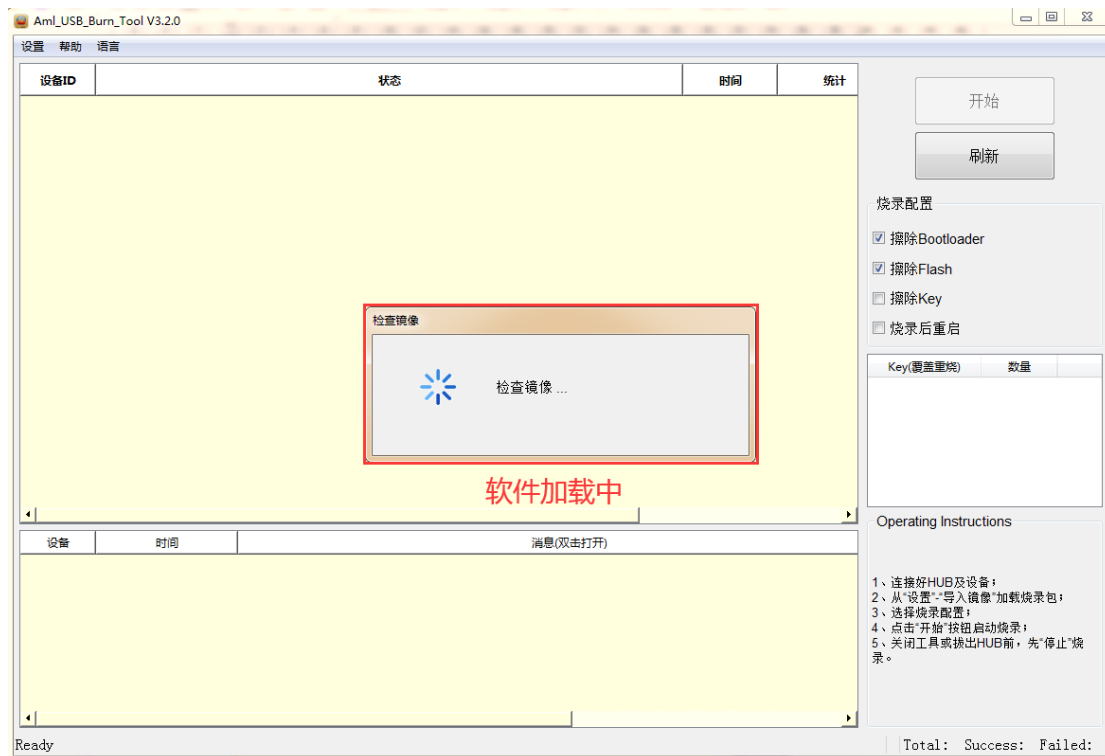 Aml_USB_Burn_Tool V3.2.0
设置 帮助 语言
设备ID 状态 时间 统计
开始
刷新
烧录配置
擦除Bootloader
擦除Flash
擦除Key
烧录后重启
检查镜像
检查镜像 ...
软件加载中
Key(覆盖重烧) 数量
Operating Instructions
1、连接好HUB及设备;
2、从"设置"-"导入镜像"加载烧录包;
3、选择烧录配置;
4、点击"开始"按钮启动烧录;
5、关闭工具或拔出HUB前,先"停止"烧
录。
设备 时间 消息(双击打开)
Ready Total: Success: Failed: